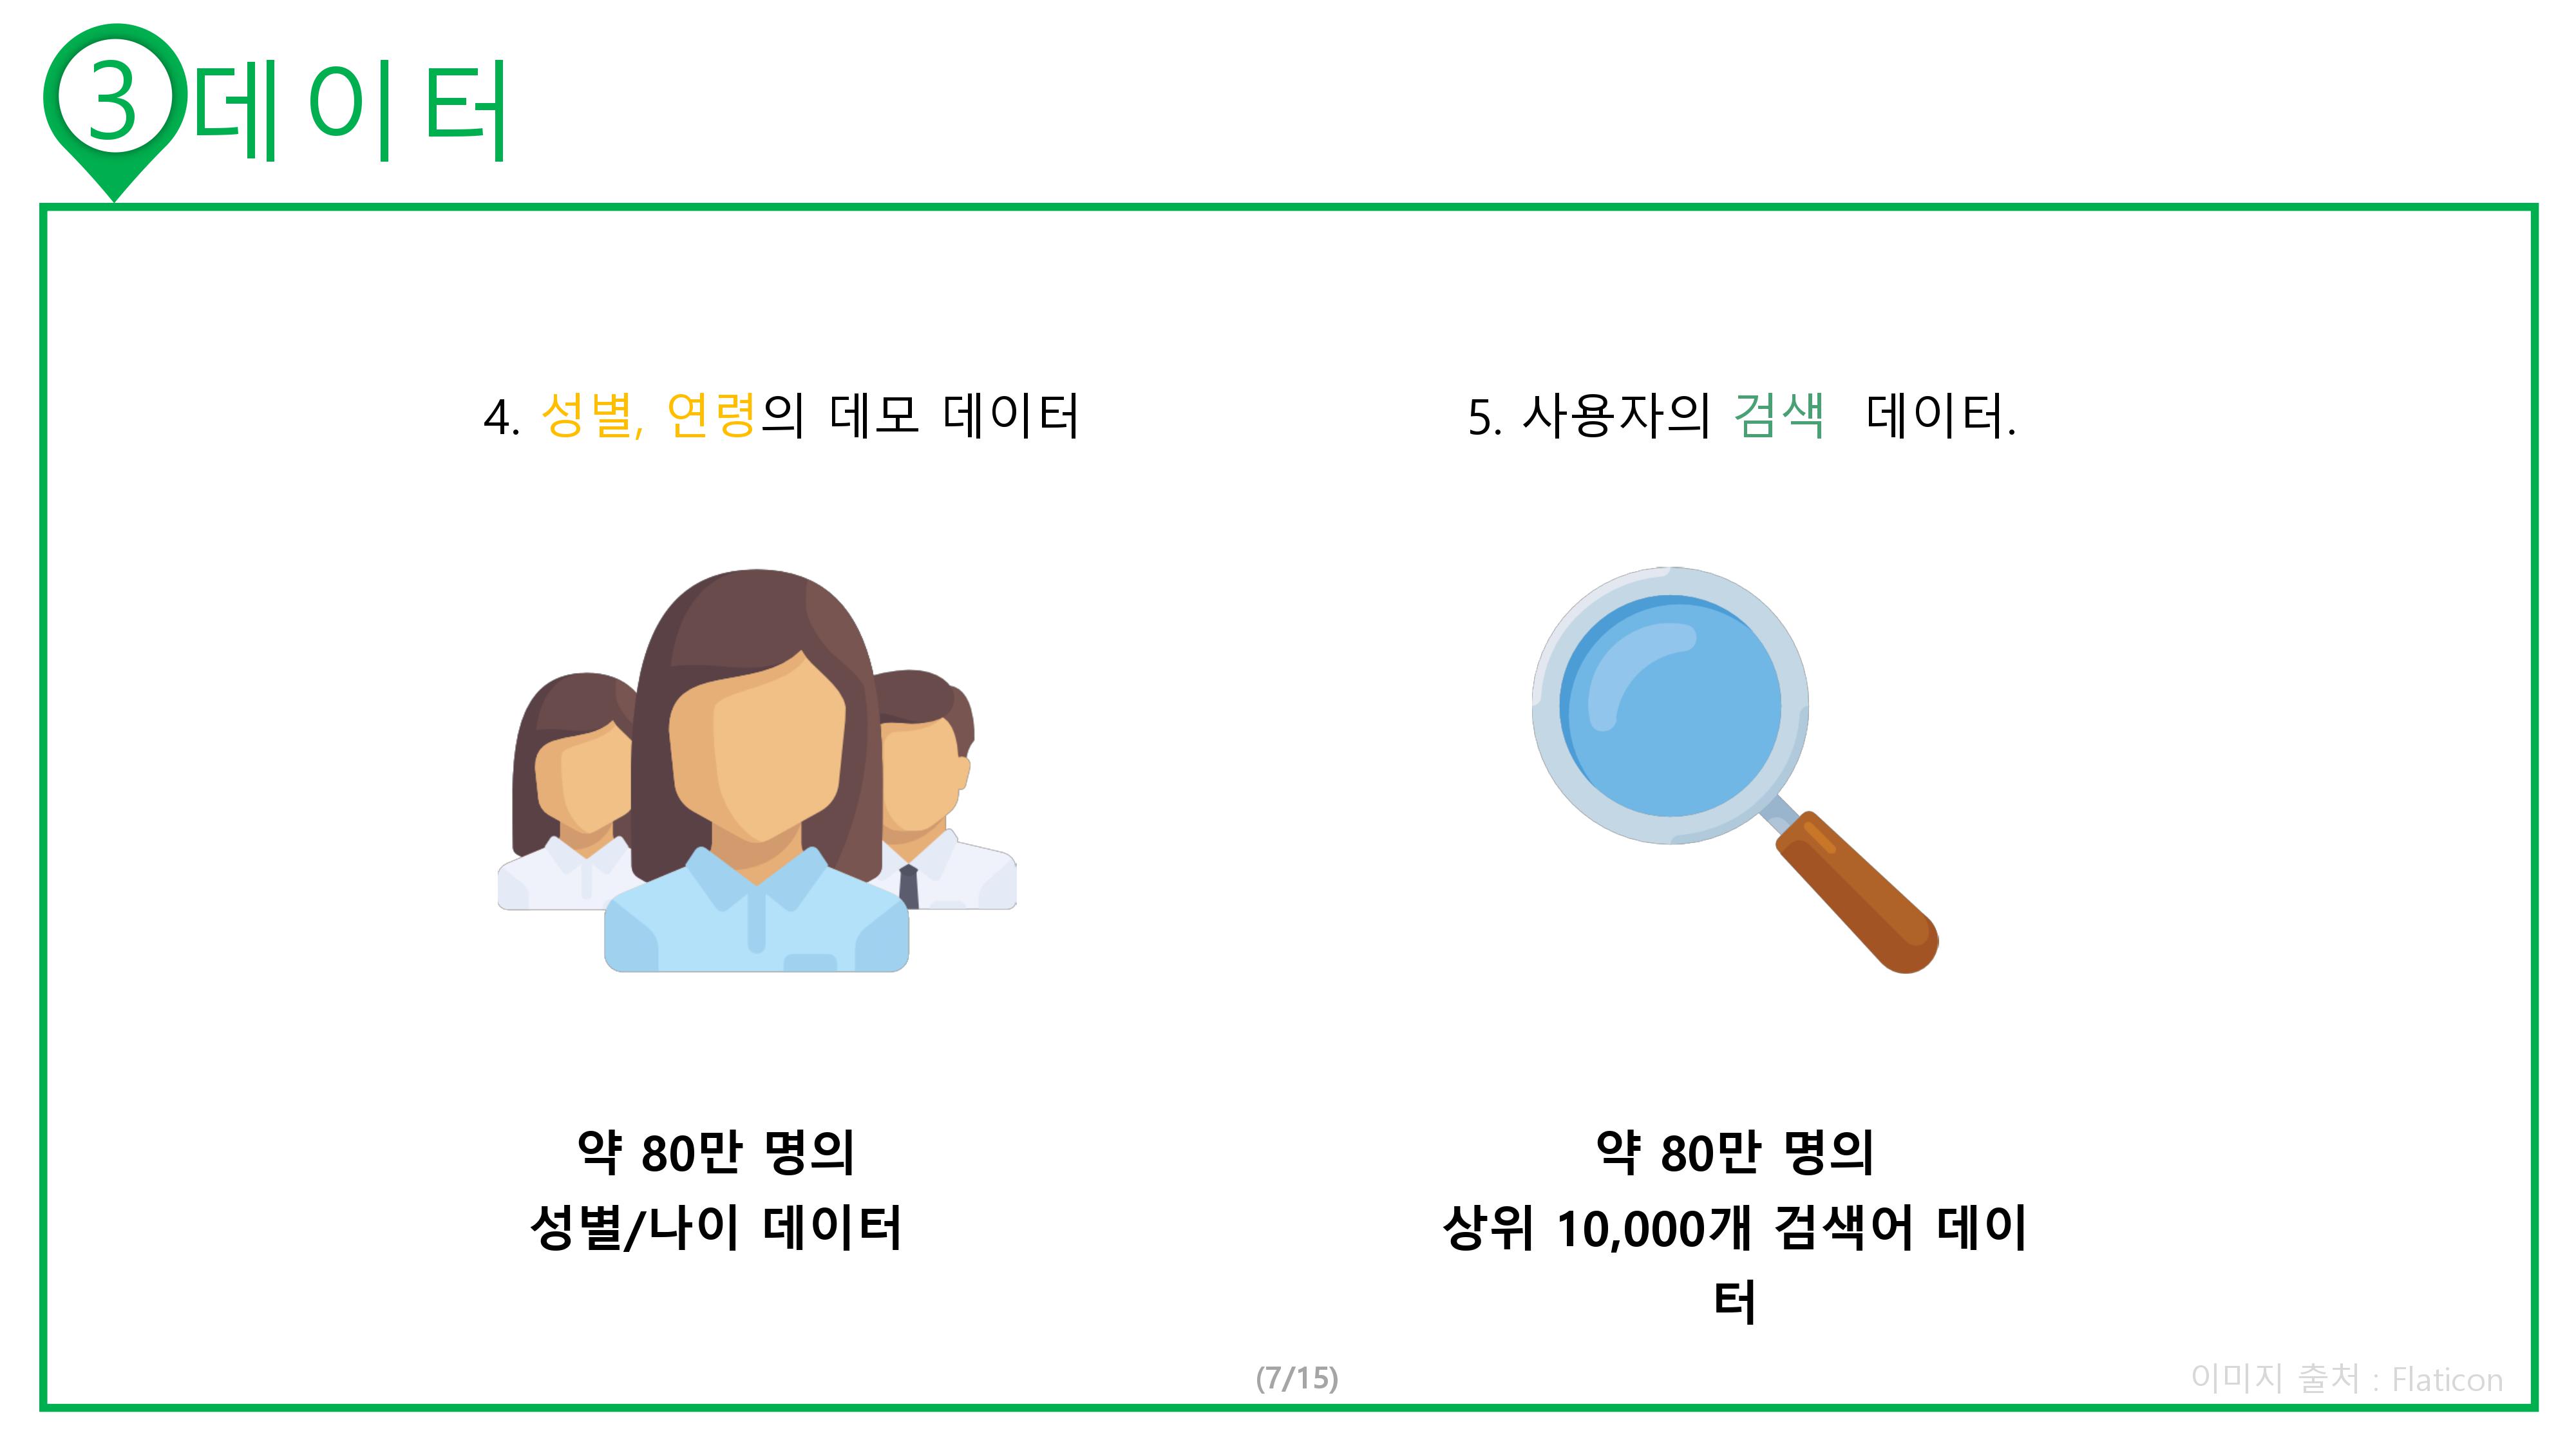 3 데이터
4. 성별, 연령의 데모 데이터
5. 사용자의 검색 데이터.
약 80만 명의
성별/나이 데이터
약 80만 명의
상위 10,000개 검색어 데이
터
(7/15)
이미지 출처 : Flaticon